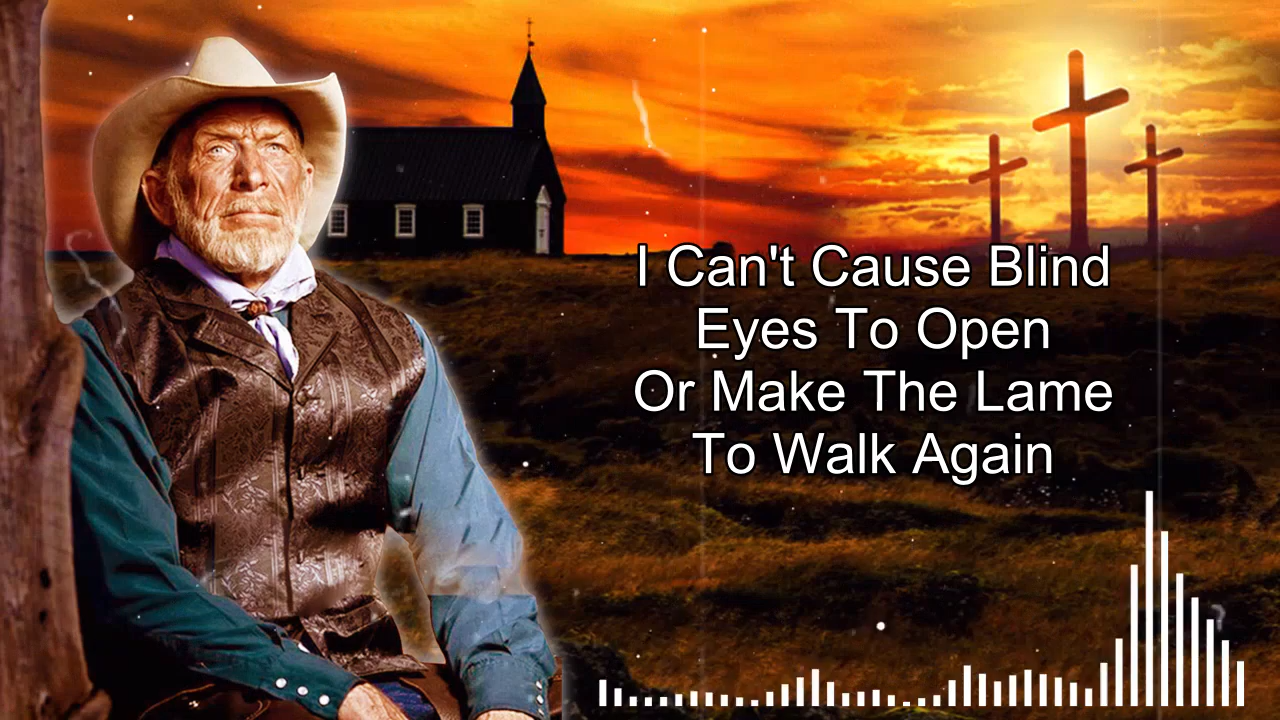 I Can't Cause Blind
Eyes To Open
Or Make The Lame
To Walk Again